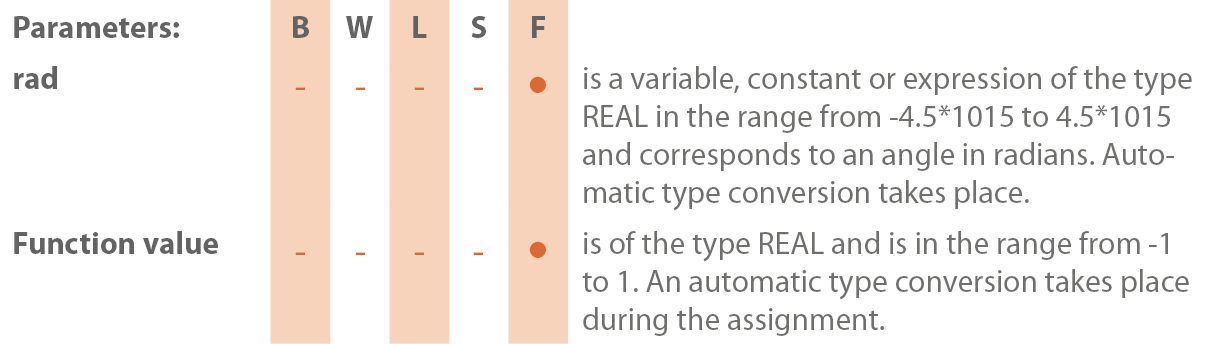 Parameters: B W L S F
rad - - - - ● is a variable, constant or expression of the type
REAL in the range from -4.5*1015 to 4.5*1015
and corresponds to an angle in radians. Auto-
matic type conversion takes place.
Function value - - - - ● is of the type REAL and is in the range from -1
to 1. An automatic type conversion takes place
during the assignment.